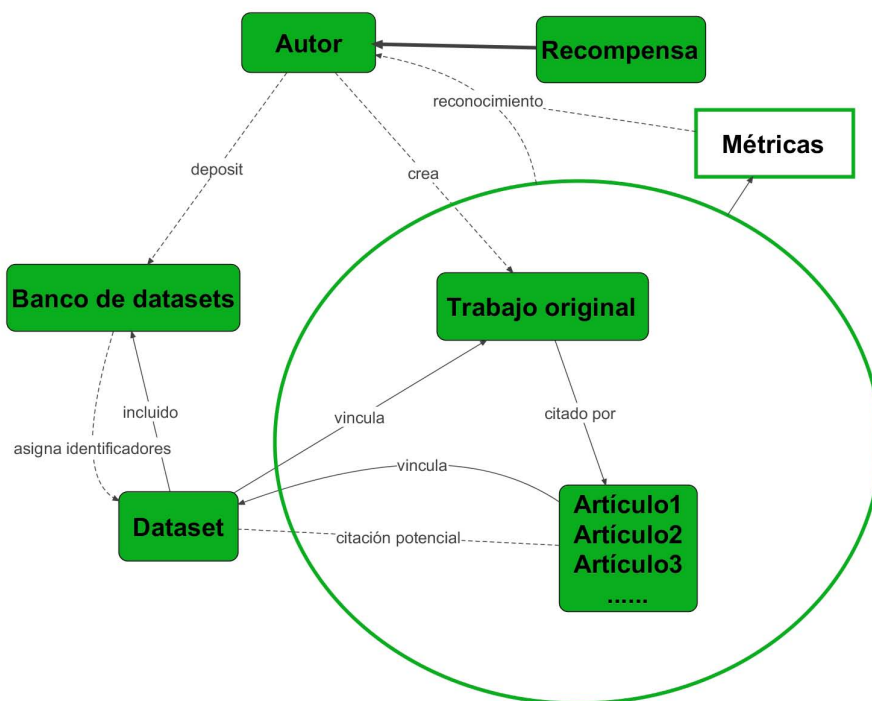 Autor
Recompensa
reconocimiento
Métricas
deposit
crea
Banco de datasets
Trabajo original
incluido
vincula
citado por
asigna identificadores
vincula
Dataset
citación potencial
Artículo1
Artículo2
Artículo3
......